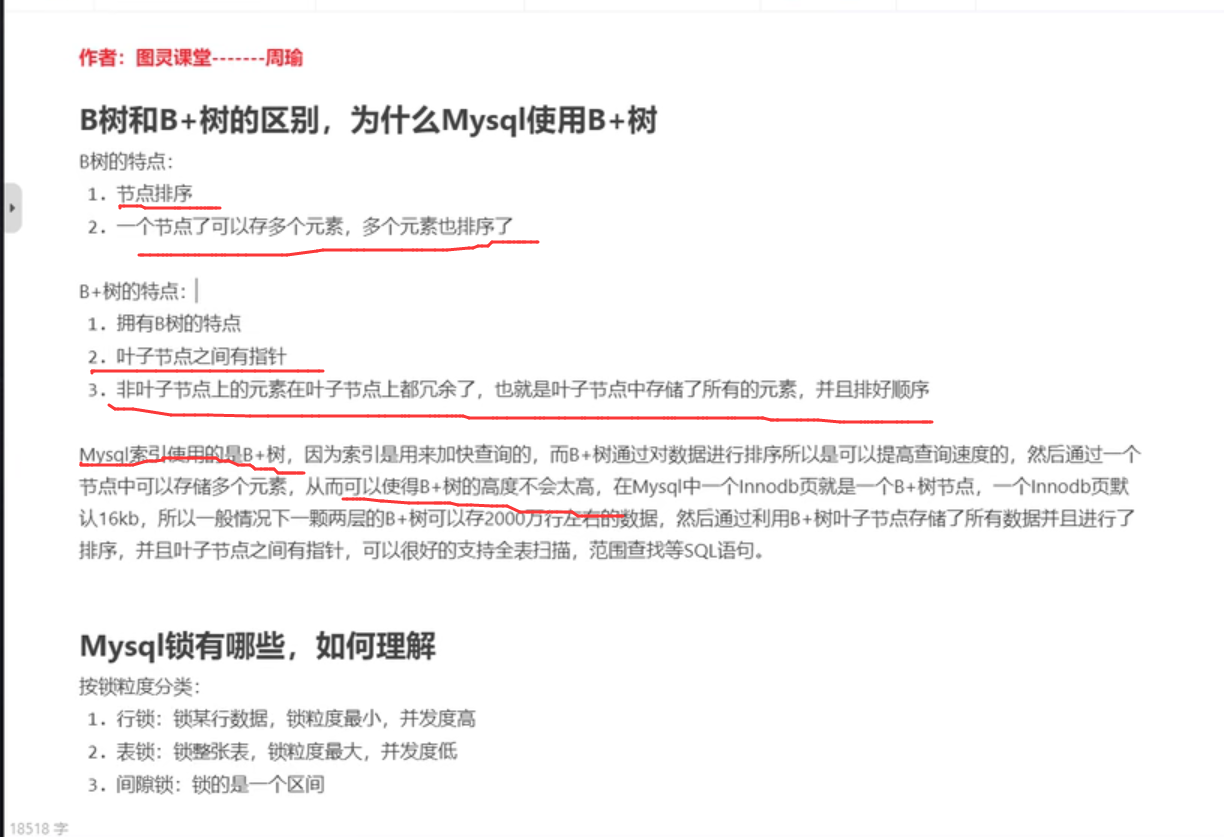 作者：图灵课堂-------周瑜
B树和B+树的区别，为什么Mysql使用B+树
B树的特点：
1. 节点排序
2. 一个节点了可以存多个元素，多个元素也排序了
B+树的特点：
1. 拥有B树的特点
2. 叶子节点之间有指针
3. 非叶子节点上的元素在叶子节点上都冗余了，也就是叶子节点中存储了所有的元素，并且排好顺序
Mysql索引使用的是B+树，因为索引是用来加快查询的，而B+树通过对数据进行排序所以是可以提高查询速度的，然后通过一个
节点中可以存储多个元素，从而可以使得B+树的高度不会太高，在Mysql中一个Innodb页就是一个B+树节点，一个Innodb页默
认16kb，所以一般情况下一颗两层的B+树可以存2000万行左右的数据，然后通过利用B+树叶子节点存储了所有数据并且进行了
排序，并且叶子节点之间有指针，可以很好的支持全表扫描，范围查找等SQL语句。
Mysql锁有哪些，如何理解
按锁粒度分类：
1. 行锁：锁某行数据，锁粒度最小，并发度高
2. 表锁：锁整张表，锁粒度最大，并发度低
3. 间隙锁：锁的是一个区间
18518 字